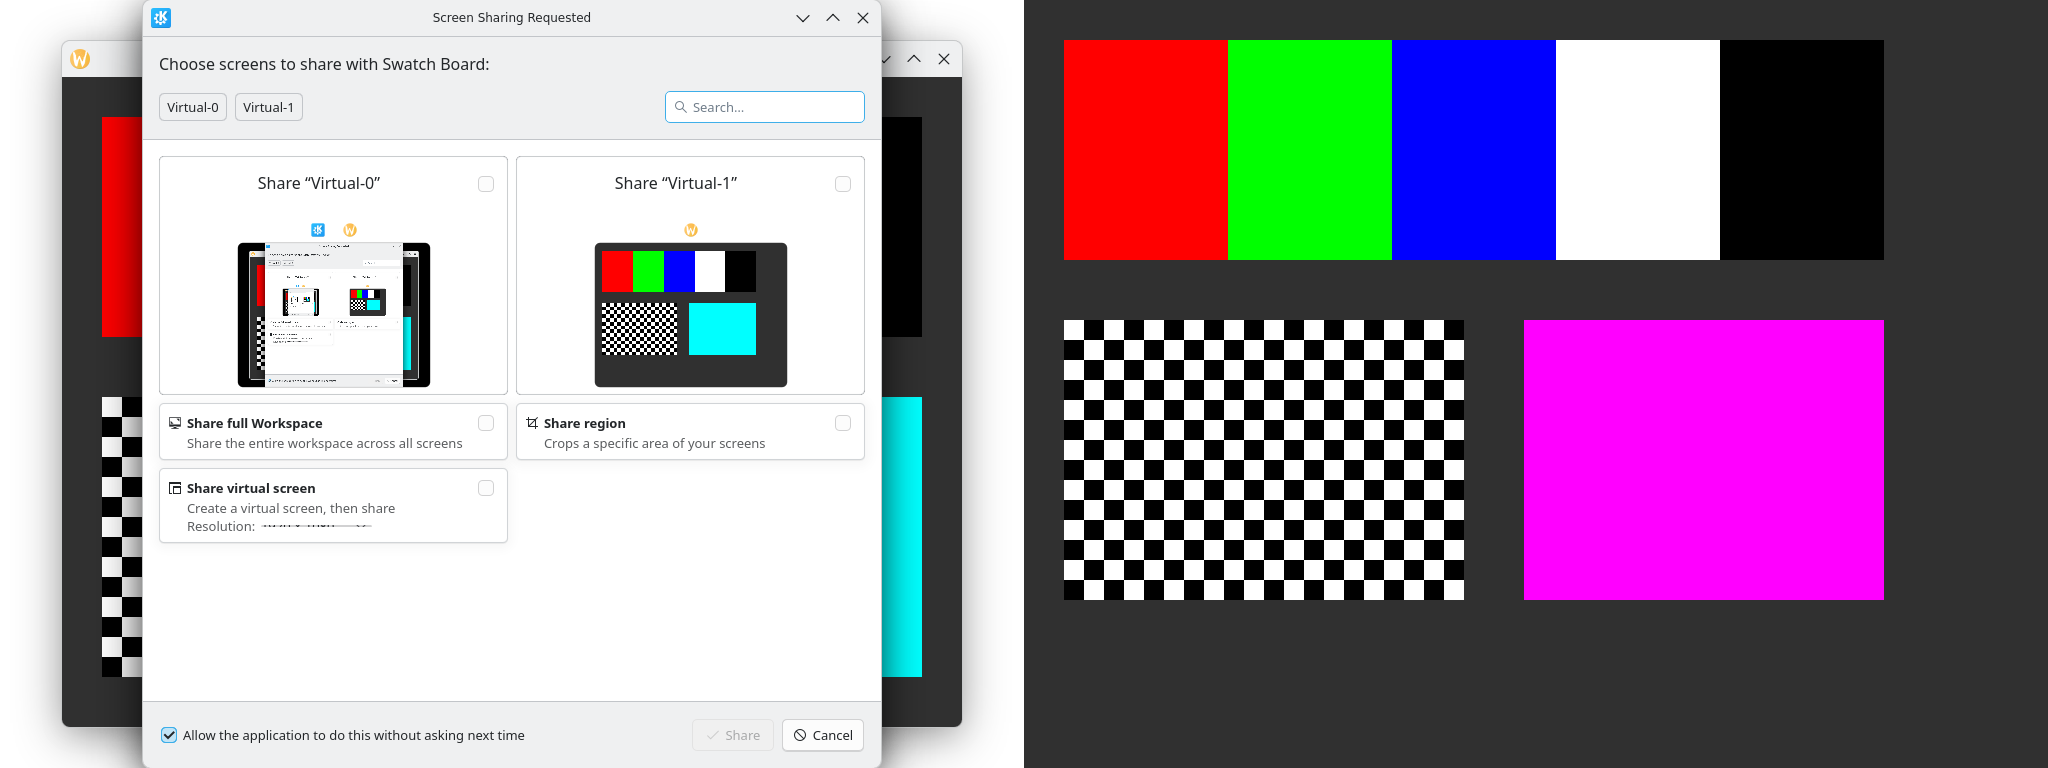 Screen Sharing Requested
Choose screens to share with Swatch Board:
Virtual-0
Virtual-1
Search...
Share “Virtual-0”
Share “Virtual-1”
Share full Workspace
Share the entire workspace across all screens
Share region
Crops a specific area of your screens
Share virtual screen
Create a virtual screen, then share
Resolution:
Allow the application to do this without asking next time
Share
Cancel